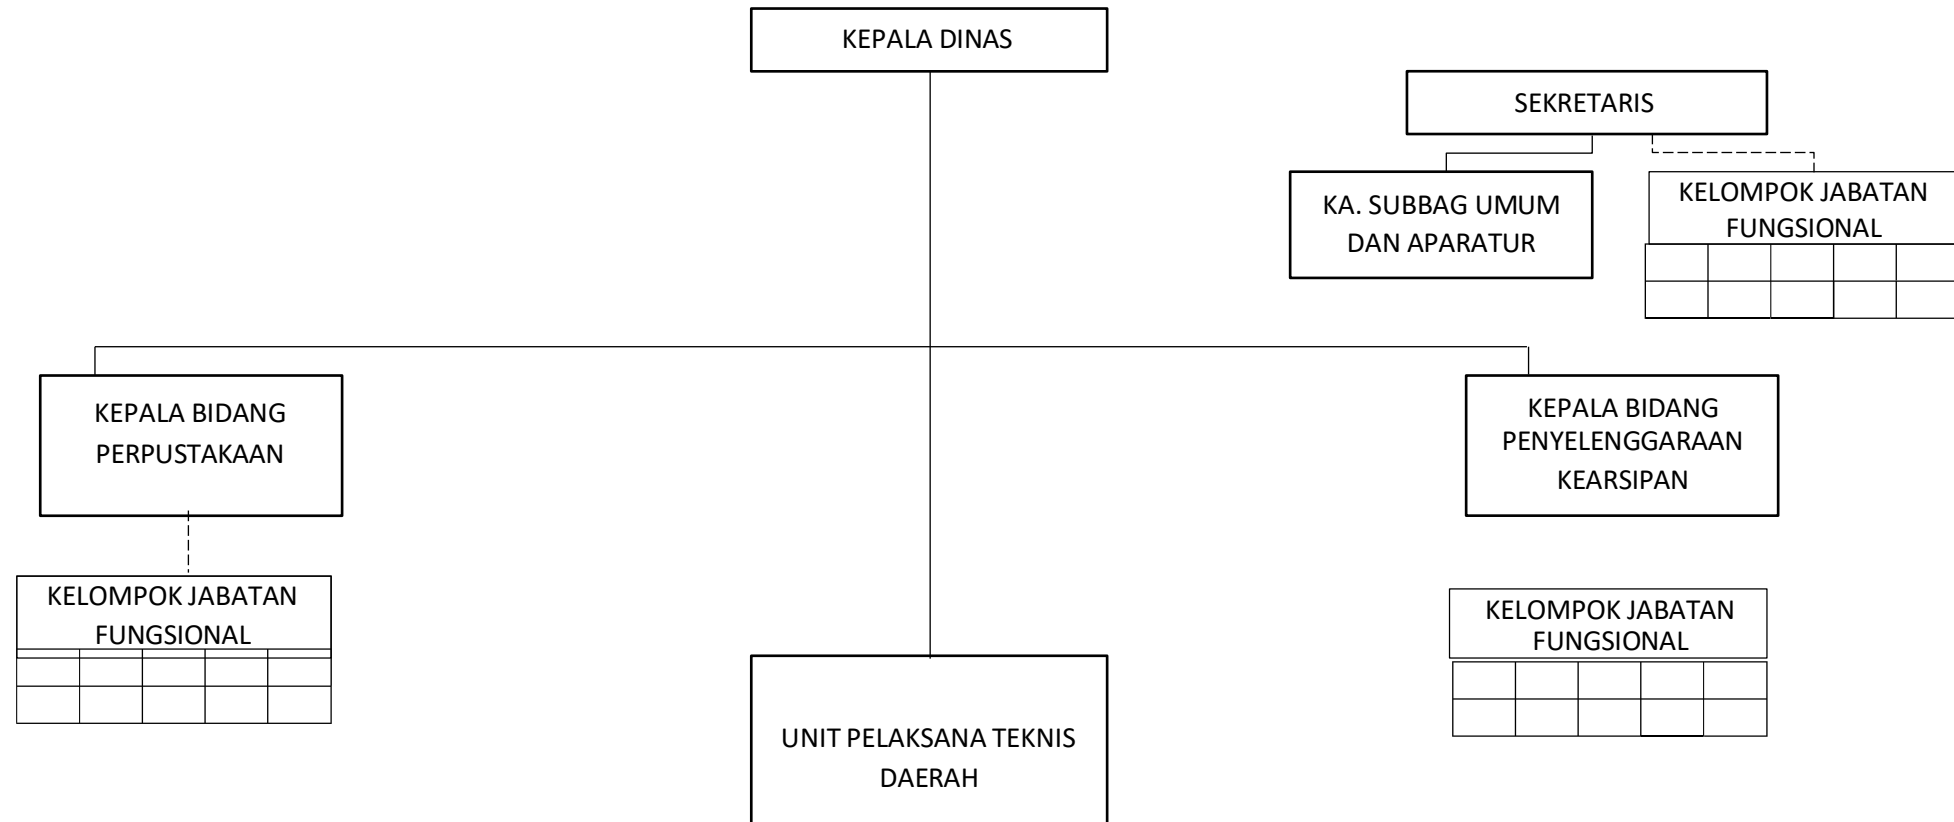 KEPALA DINAS
SEKRETARIS
KA. SUBBAG UMUM
DAN APARATUR
KELOMPOK JABATAN
FUNGSIONAL
KEPALA BIDANG
PERPUSTAKAAN
KEPALA BIDANG
PENYELENGGARAAN
KEARSIPAN
KELOMPOK JABATAN
FUNGSIONAL
KELOMPOK JABATAN
FUNGSIONAL
UNIT PELAKSANA TEKNIS
DAERAH